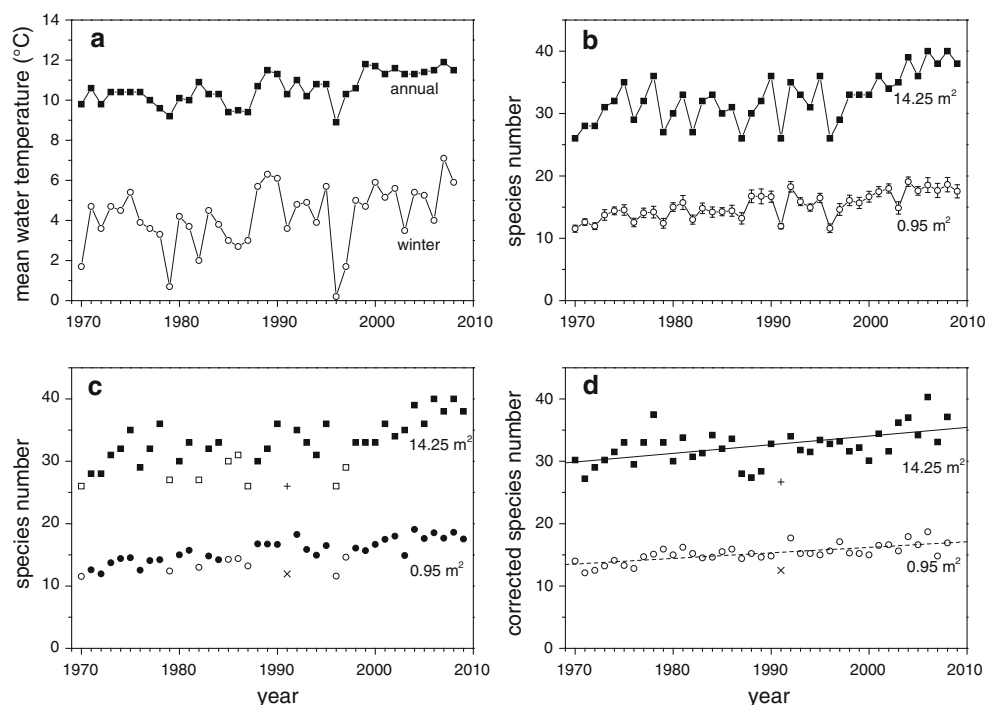 a
mean water temperature (°C)
14
12
10
8
6
4
2
0
annual
winter
1970
1980
1990
2000
2010
b
species number
40
30
20
10
0
14.25 m²
0.95 m²
1970
1980
1990
2000
2010
c
species number
40
30
20
10
0
14.25 m²
0.95 m²
1970
1980
1990
2000
2010
year
d
corrected species number
40
30
20
10
0
14.25 m²
0.95 m²
1970
1980
1990
2000
2010
year